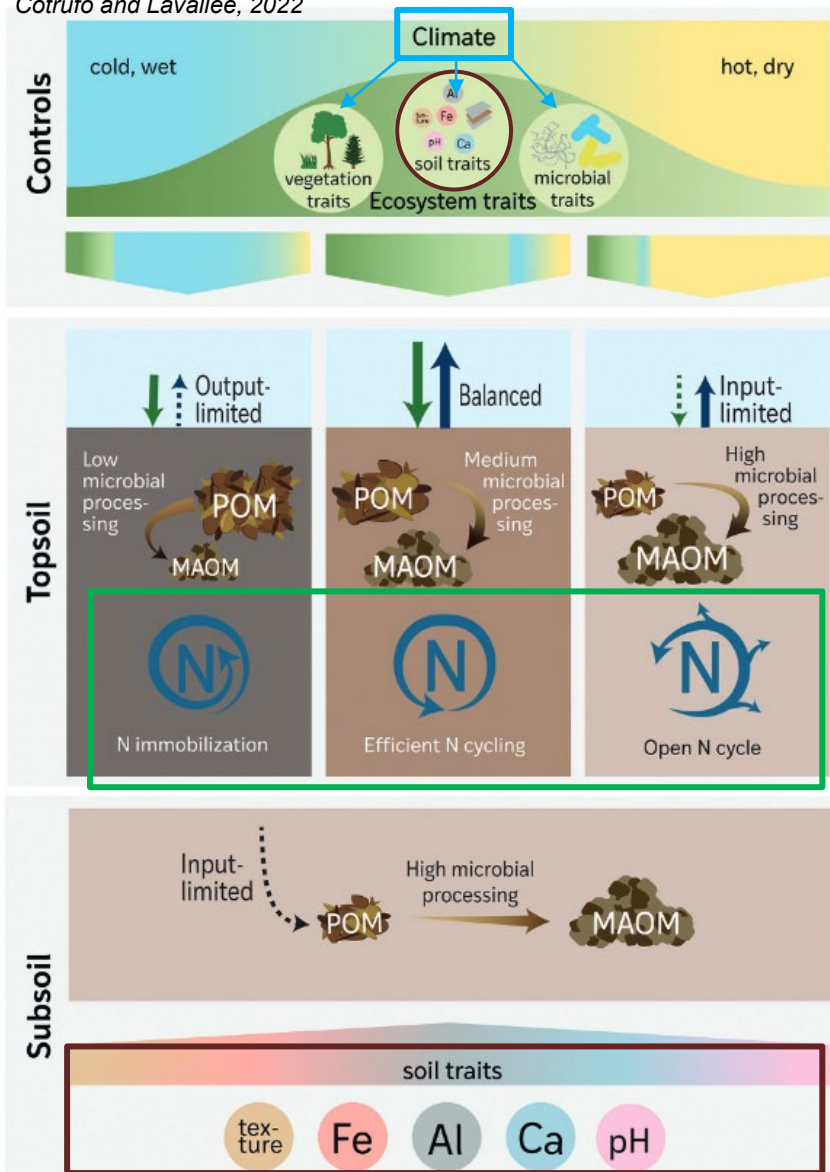 Cotrufo and Lavallee, 2022
Controls
Climate
cold, wet
hot, dry
Al
tex-
ture
Fe
pH
Ca
vegetation
traits
soil traits
microbial
traits
Ecosystem traits
Topsoil
Output-
limited
Balanced
Input-
limited
Low
microbial
proces-
sing
POM
MAOM
Medium
microbial
proces-
sing
POM
MAOM
High
microbial
proces-
sing
POM
MAOM
N
N immobilization
N
Efficient N cycling
N
Open N cycle
Subsoil
Input-
limited
POM
High microbial
processing
MAOM
soil traits
tex-
ture
Fe
Al
Ca
pH